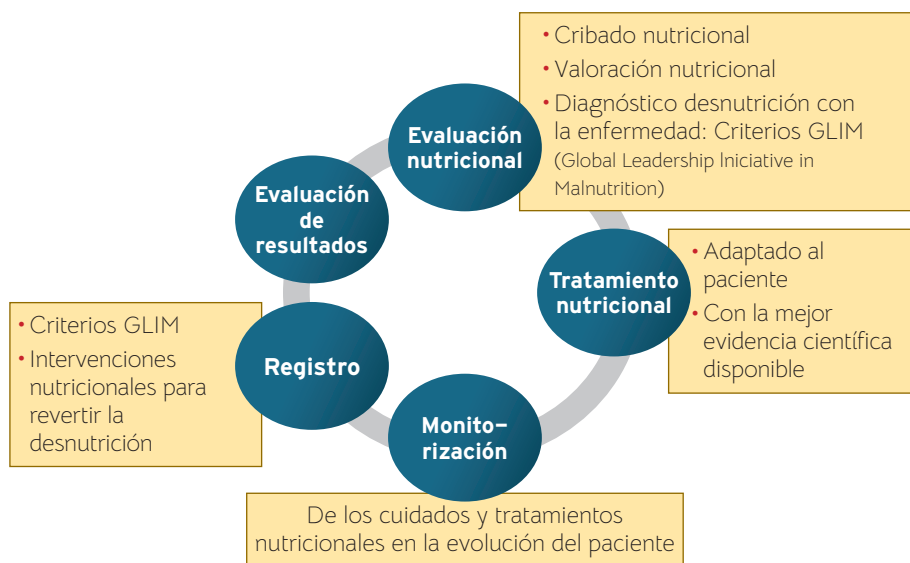 Evaluación
nutricional
• Cribado nutricional
• Valoración nutricional
• Diagnóstico desnutrición con
la enfermedad: Criterios GLIM
(Global Leadership Iniciative in
Malnutrition)
Tratamiento
nutricional
• Adaptado al
paciente
• Con la mejor
evidencia científica
disponible
Monito-
rización
De los cuidados y tratamientos
nutricionales en la evolución del paciente
Registro
• Criterios GLIM
• Intervenciones
nutricionales para
revertir la
desnutrición
Evaluación
de
resultados